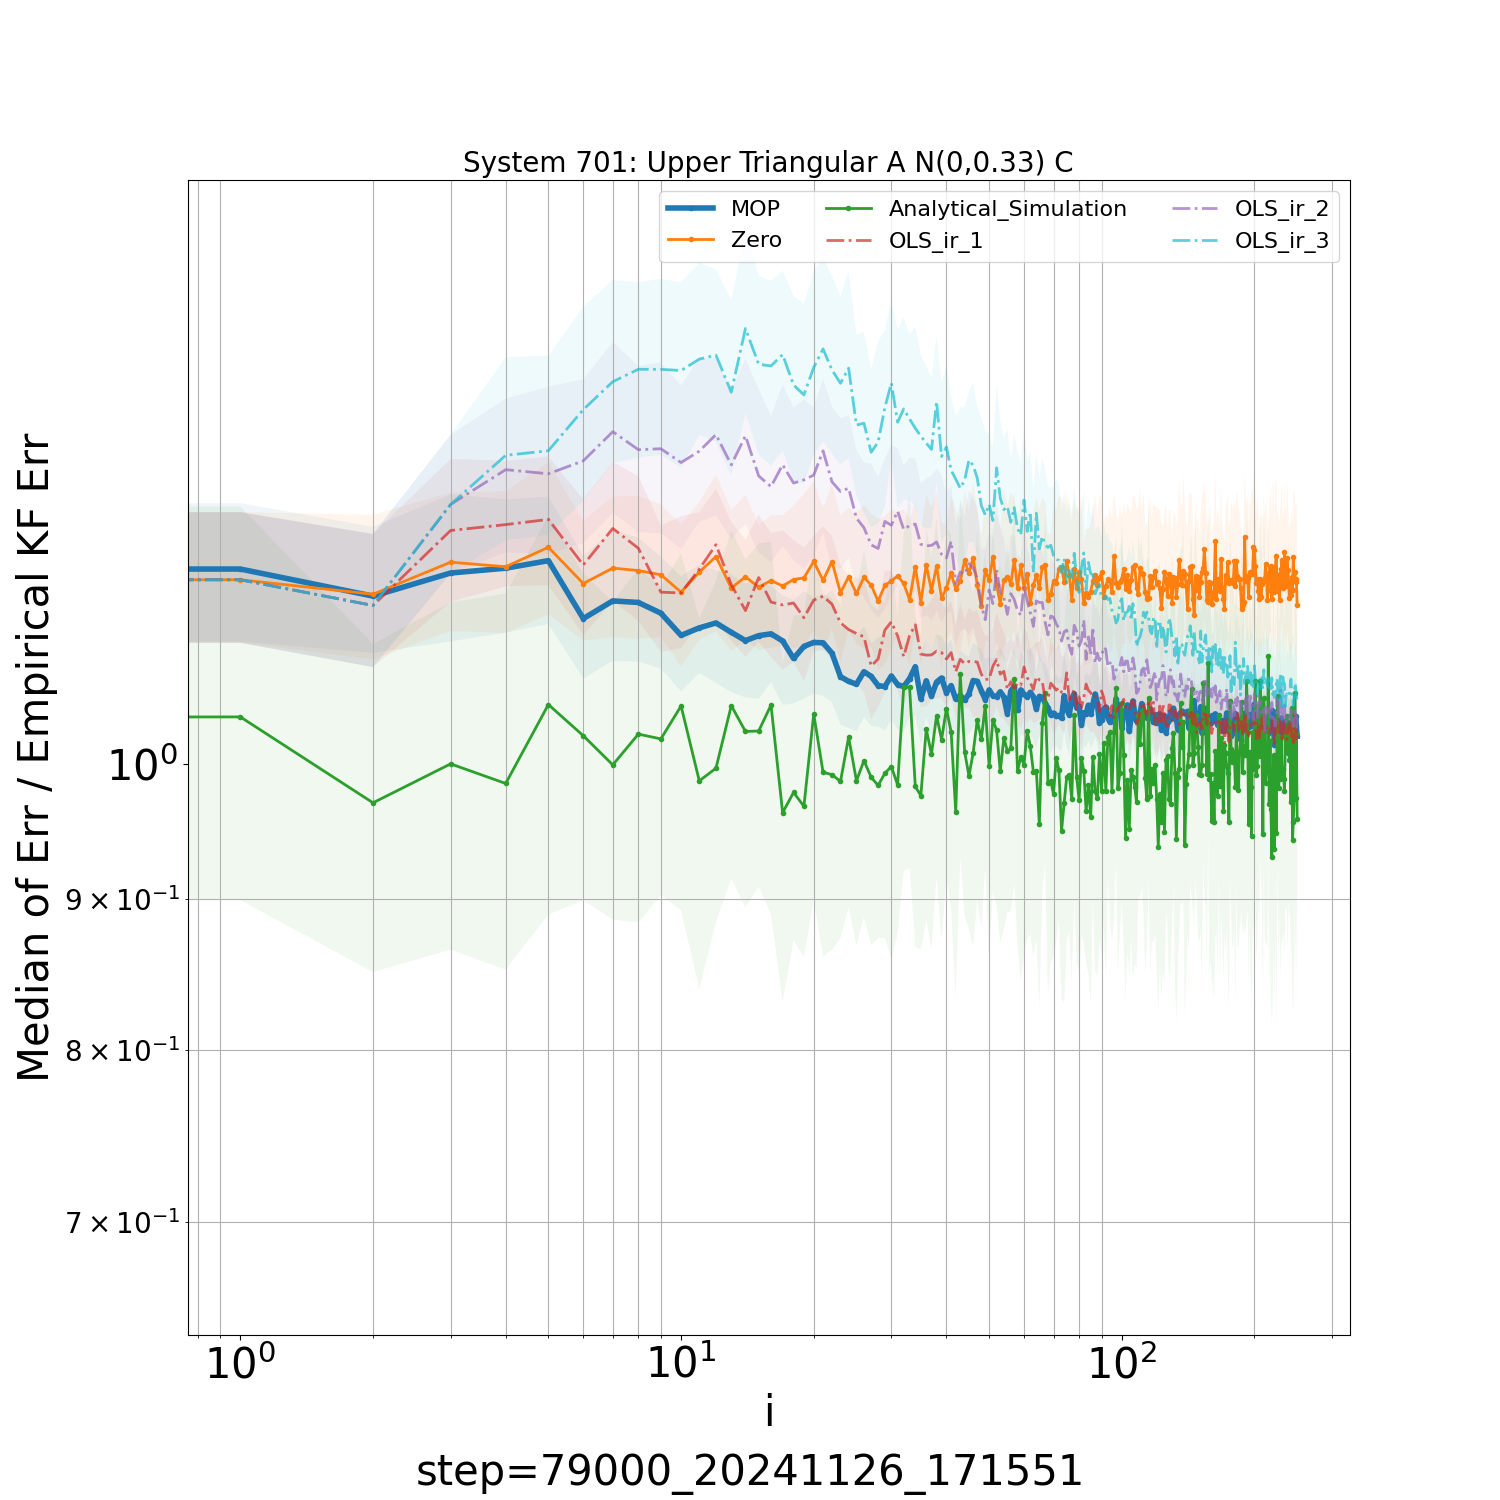 System 701: Upper Triangular A N(0,0.33) C
MOP
Zero
Analytical_Simulation
OLS_ir_1
OLS_ir_2
OLS_ir_3
Median of Err / Empirical KF Err
10⁰
9 × 10⁻¹
8 × 10⁻¹
7 × 10⁻¹
10⁰ 10¹ 10²
i
step=79000_20241126_171551